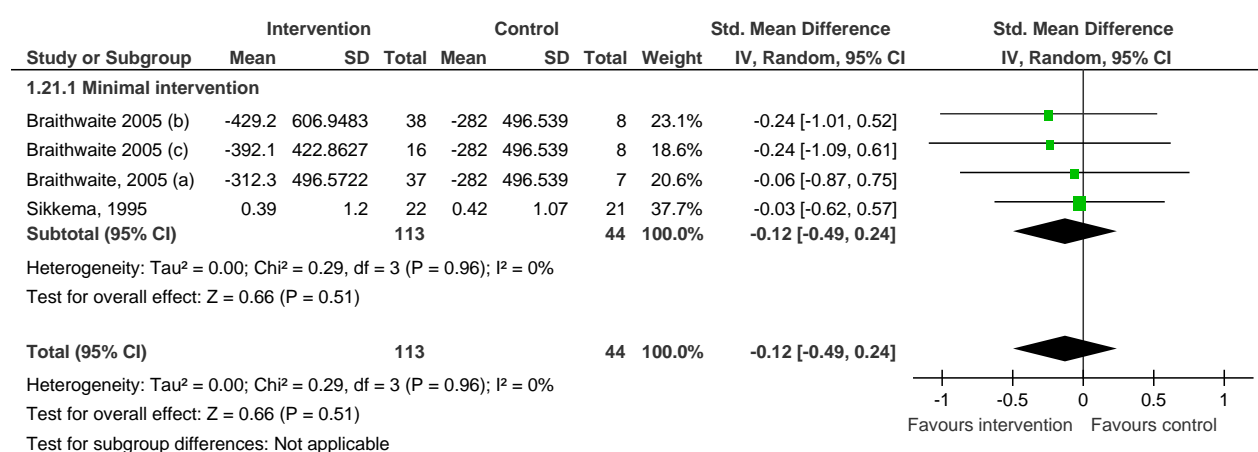 Intervention Control Std. Mean Difference Std. Mean Difference
Study or Subgroup Mean SD Total Mean SD Total Weight IV, Random, 95% CI IV, Random, 95% CI
1.21.1 Minimal intervention
Braithwaite 2005 (b) -429.2 606.9483 38 -282 496.539 8 23.1% -0.24 [-1.01, 0.52]
Braithwaite 2005 (c) -392.1 422.8627 16 -282 496.539 8 18.6% -0.24 [-1.09, 0.61]
Braithwaite, 2005 (a) -312.3 496.5722 37 -282 496.539 7 20.6% -0.06 [-0.87, 0.75]
Sikkema, 1995 0.39 1.2 22 0.42 1.07 21 37.7% -0.03 [-0.62, 0.57]
Subtotal (95% CI) 113 44 100.0% -0.12 [-0.49, 0.24]
Heterogeneity: Tau² = 0.00; Chi² = 0.29, df = 3 (P = 0.96); I² = 0%
Test for overall effect: Z = 0.66 (P = 0.51)
Total (95% CI) 113 44 100.0% -0.12 [-0.49, 0.24]
Heterogeneity: Tau² = 0.00; Chi² = 0.29, df = 3 (P = 0.96); I² = 0%
Test for overall effect: Z = 0.66 (P = 0.51)
Test for subgroup differences: Not applicable
-1 -0.5 0 0.5 1
Favours intervention Favours control